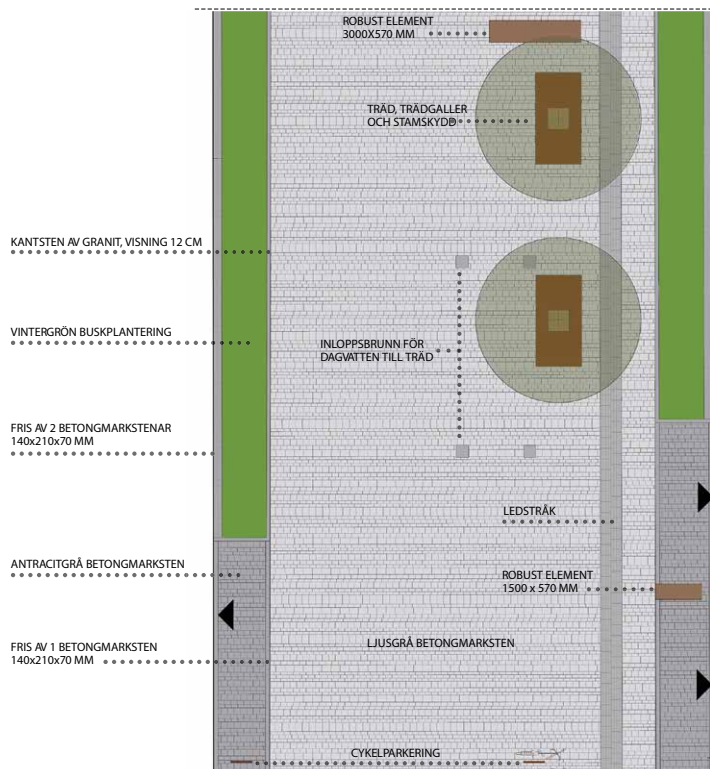 ROBUST ELEMENT
3000X570 MM
TRÄD, TRÄDGALLER
OCH STAMSKYDD
KANTSTEN AV GRANIT, VISNING 12 CM
VINTERGRÖN BUSKPLANTERING
INLOPPSBRUNN FÖR
DAGVATTEN TILL TRÄD
FRIS AV 2 BETONGMARKSTENAR
140x210x70 MM
LEDSTRÅK
ANTRACITGRÅ BETONGMARKSTEN
ROBUST ELEMENT
1500 x 570 MM
FRIS AV 1 BETONGMARKSTEN
140x210x70 MM
LJUSGRÅ BETONGMARKSTEN
CYKELPARKERING